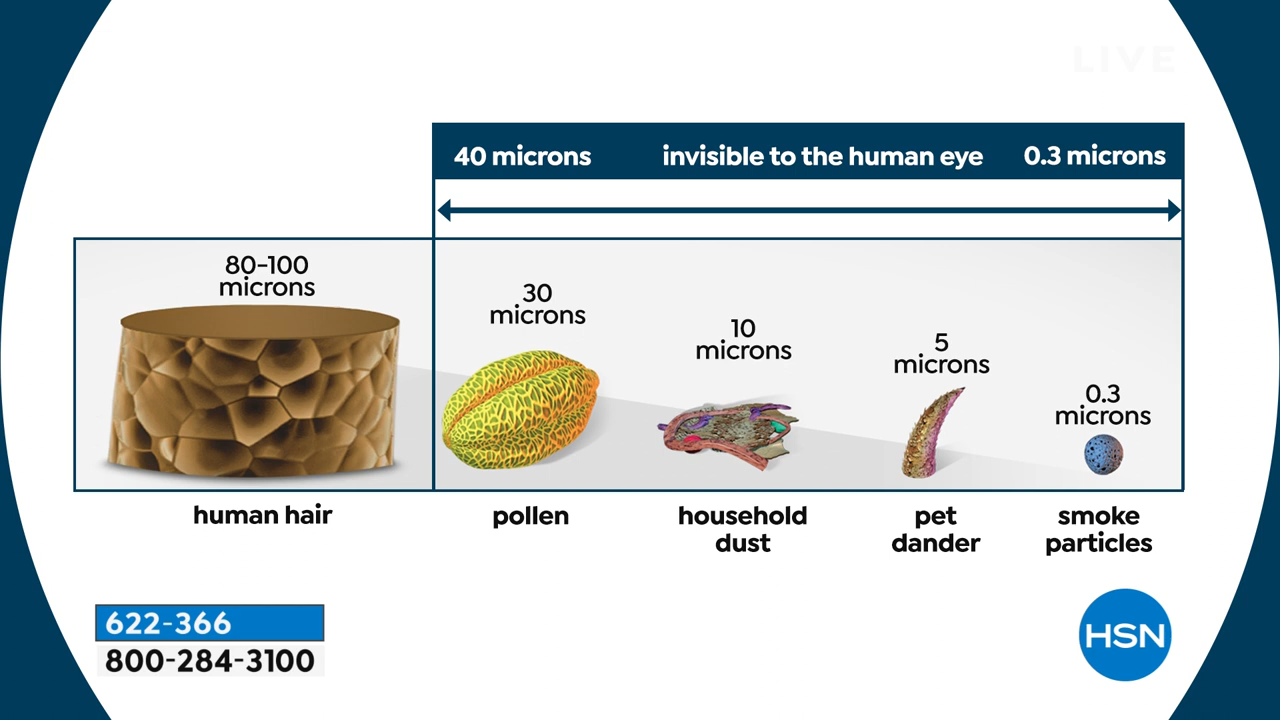 LIVE
40 microns invisible to the human eye 0.3 microns
80-100
microns
30
microns
10
microns
5
microns
0.3
microns
human hair
pollen
household
dust
pet
dander
smoke
particles
622-366
800-284-3100
HSN